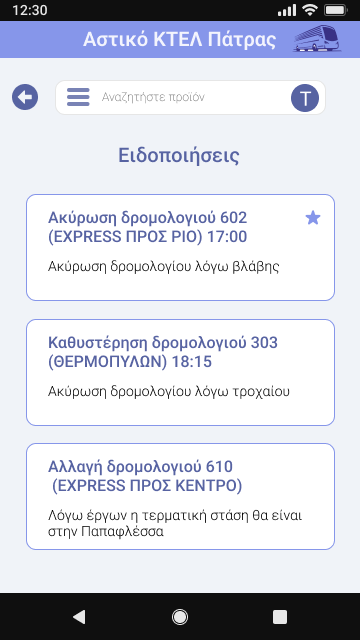 12:30
Αστικό ΚΤΕΛ Πάτρας
Αναζητήστε προϊόν
T
Ειδοποιήσεις
Ακύρωση δρομολογιού 602
(EXPRESS ΠΡΟΣ ΡΙΟ) 17:00
Ακύρωση δρομολογίου λόγω βλάβης
Καθυστέρηση δρομολογιού 303
(ΘΕΡΜΟΠΥΛΩΝ) 18:15
Ακύρωση δρομολογίου λόγω τροχαίου
Αλλαγή δρομολογιού 610
(EXPRESS ΠΡΟΣ ΚΕΝΤΡΟ)
Λόγω έργων η τερματική στάση θα είναι
στην Παπαφλέσσα